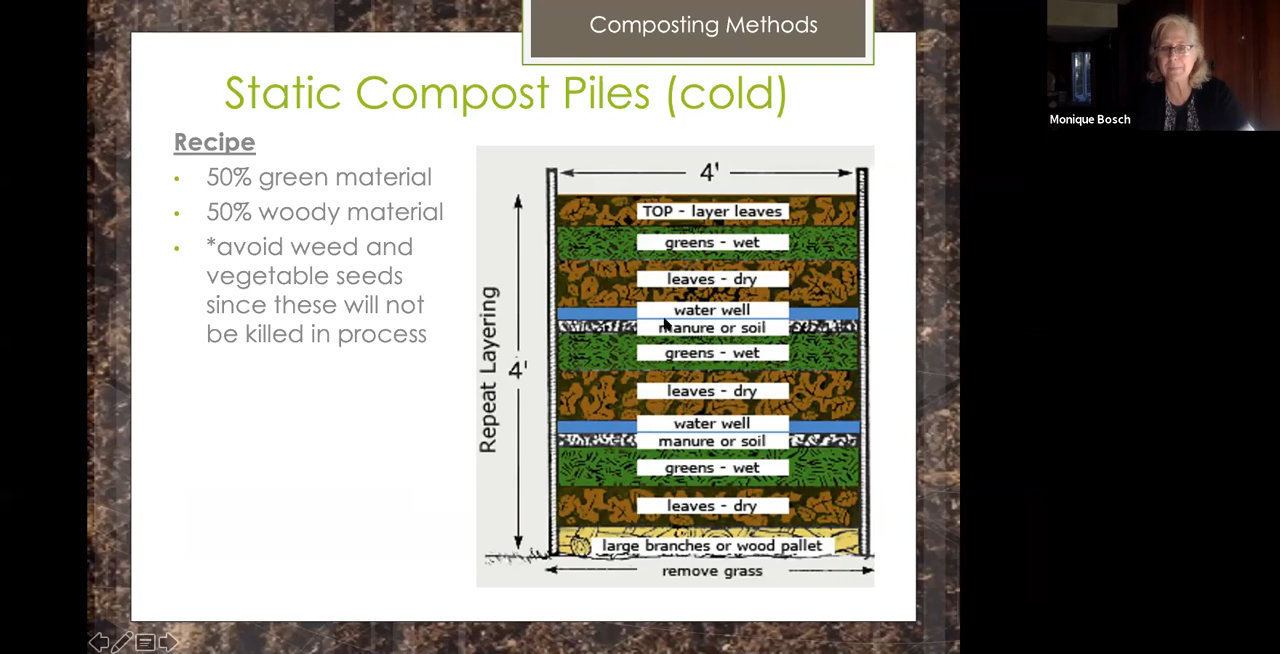 Composting Methods
Static Compost Piles (cold)
Recipe
• 50% green material
• 50% woody material
• *avoid weed and
vegetable seeds
since these will not
be killed in process
4'
Repeat Layering
4'
TOP - layer leaves
greens - wet
leaves - dry
water well
manure or soil
greens - wet
leaves - dry
water well
manure or soil
greens - wet
leaves - dry
large branches or wood pallet
remove grass
Monique Bosch